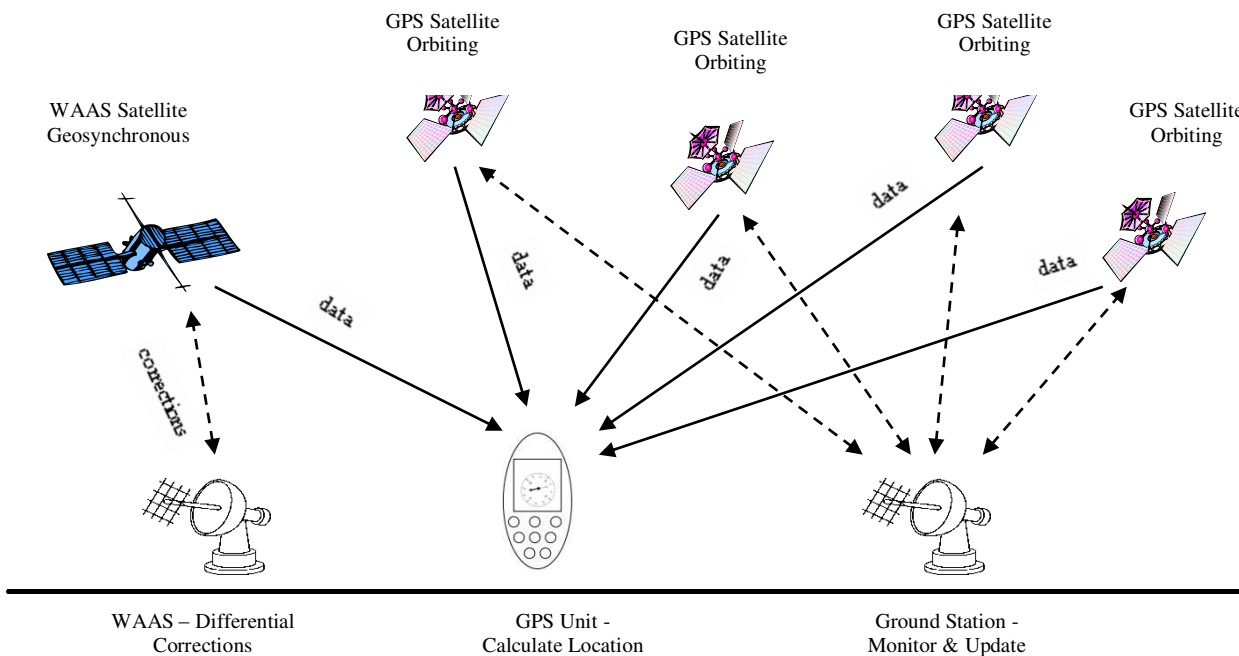 GPS Satellite
Orbiting
GPS Satellite
Orbiting
GPS Satellite
Orbiting
WAAS Satellite
Geosynchronous
GPS Satellite
Orbiting
data
data
data
data
data
corrections
WAAS – Differential
Corrections
GPS Unit -
Calculate Location
Ground Station -
Monitor & Update